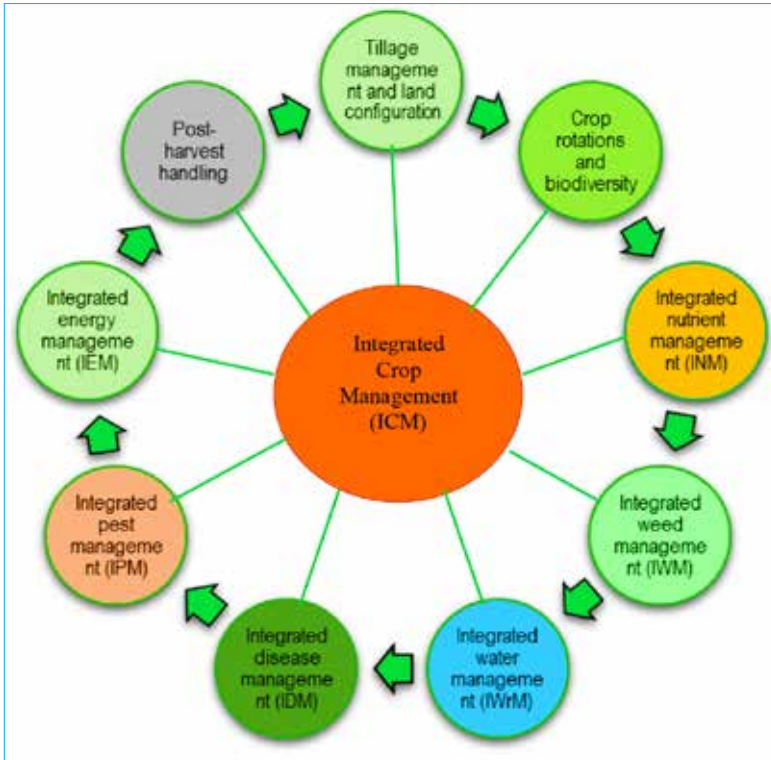 Tillage
manageme
nt and land
configuration
Crop
rotations
and
biodiversity
Integrated
nutrient
manageme
nt (INM)
Integrated
weed
manageme
nt (IWM)
Integrated
water
manageme
nt (IWrM)
Integrated
disease
manageme
nt (IDM)
Integrated
pest
manageme
nt (IPM)
Integrated
energy
manageme
nt (IEM)
Post-
harvest
handling
Integrated
Crop
Management
(ICM)